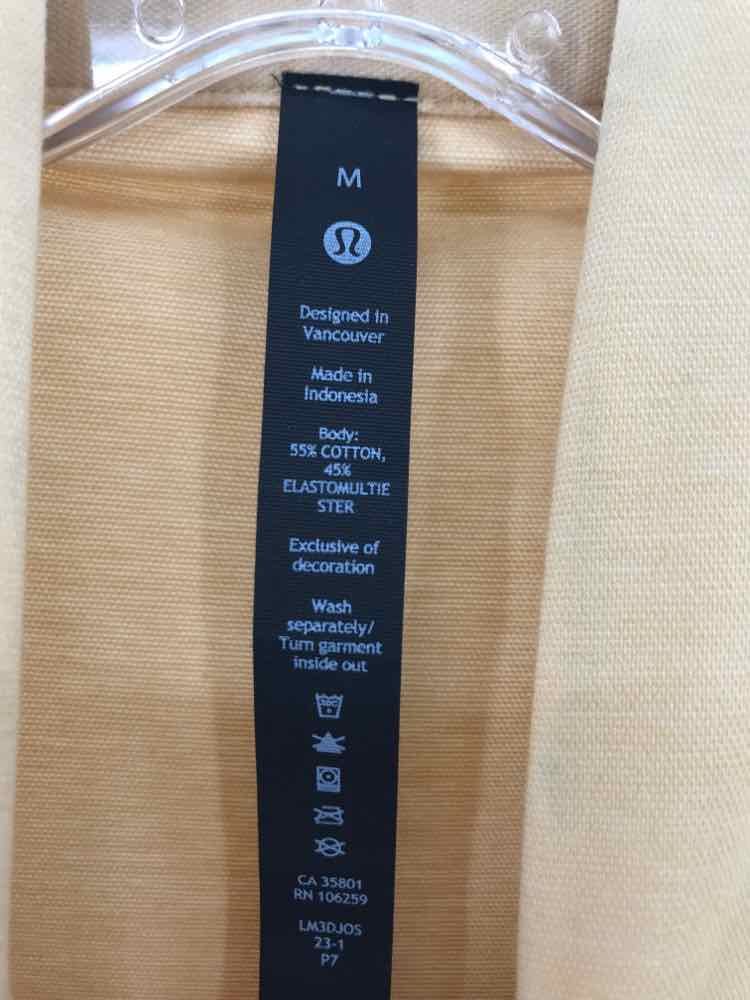 M
Designed in
Vancouver
Made in
Indonesia
Body:
55% COTTON,
45%
ELASTOMULTIE
STER
Exclusive of
decoration
Wash
separately/
Turn garment
inside out
30C
CA 35801
RN 106259
LM3DJOS
23-1
P7